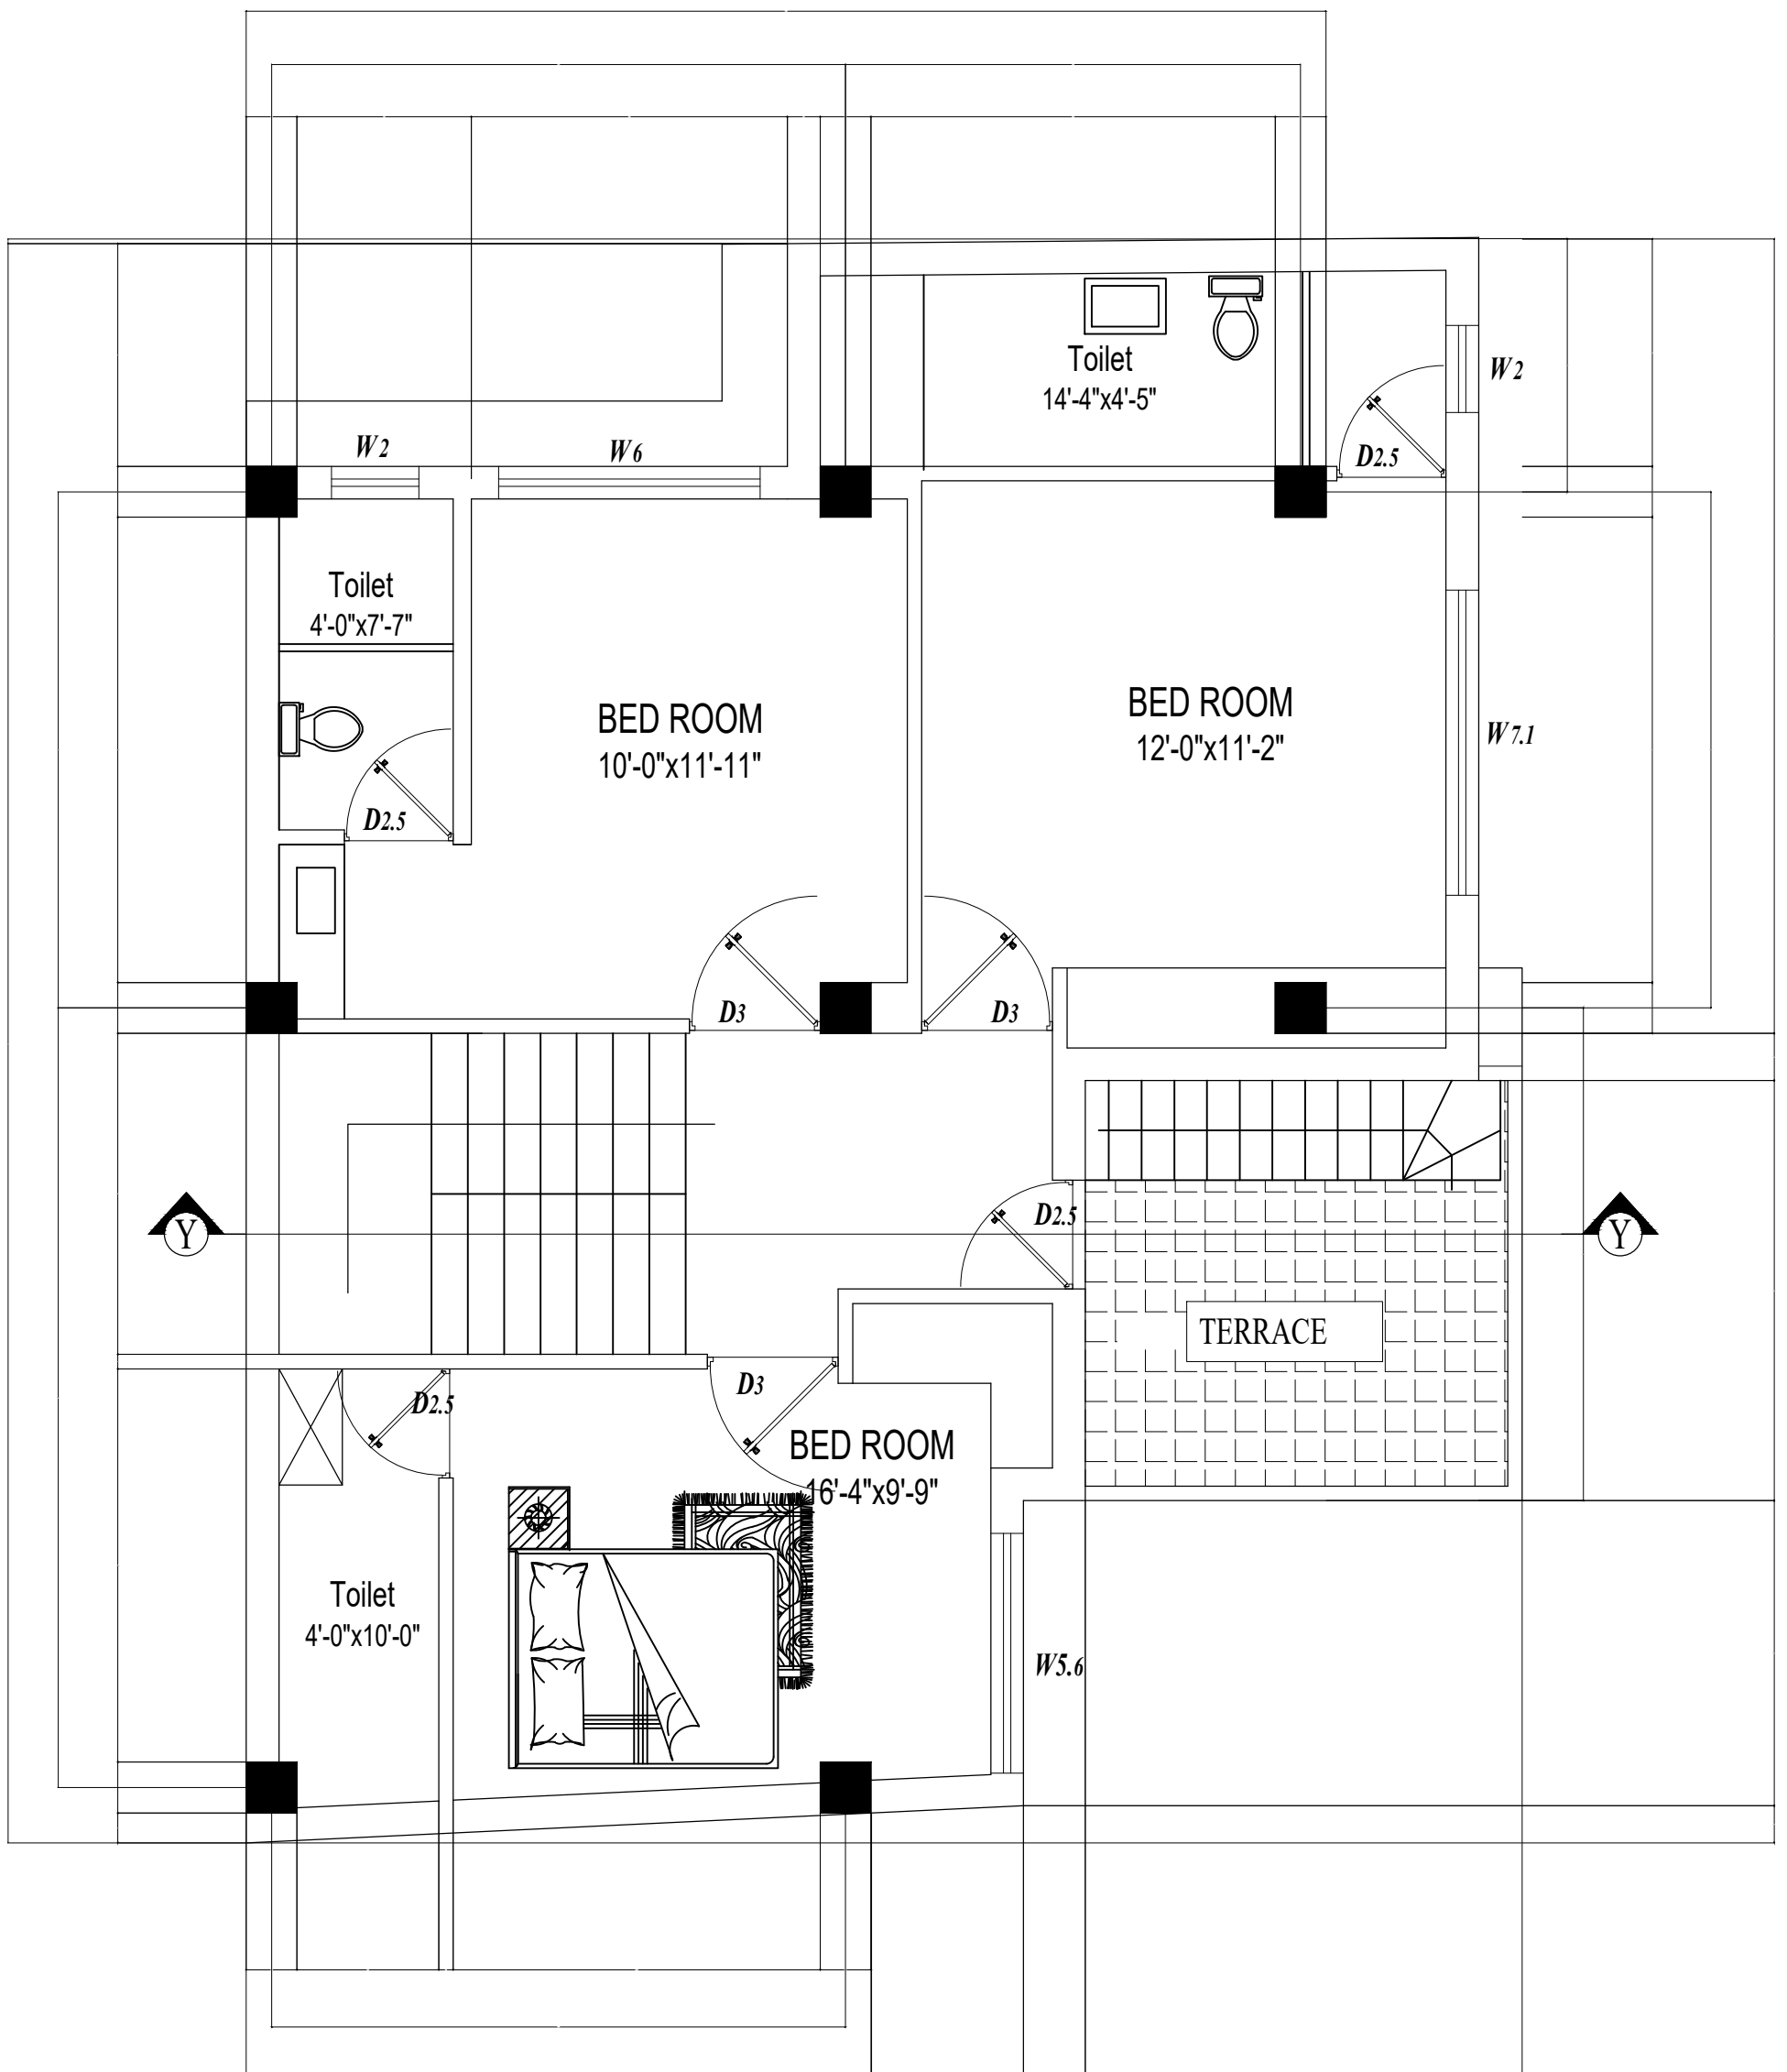 Toilet
14'-4"x4'-5"
W2
D2.5
W2
W6
Toilet
4'-0"x7'-7"
BED ROOM
10'-0"x11'-11"
BED ROOM
12'-0"x11'-2"
W7.1
D2.5
D3
D3
Y
D2.5
Y
TERRACE
D3
D2.5
BED ROOM
16'-4"x9'-9"
Toilet
4'-0"x10'-0"
W5.6